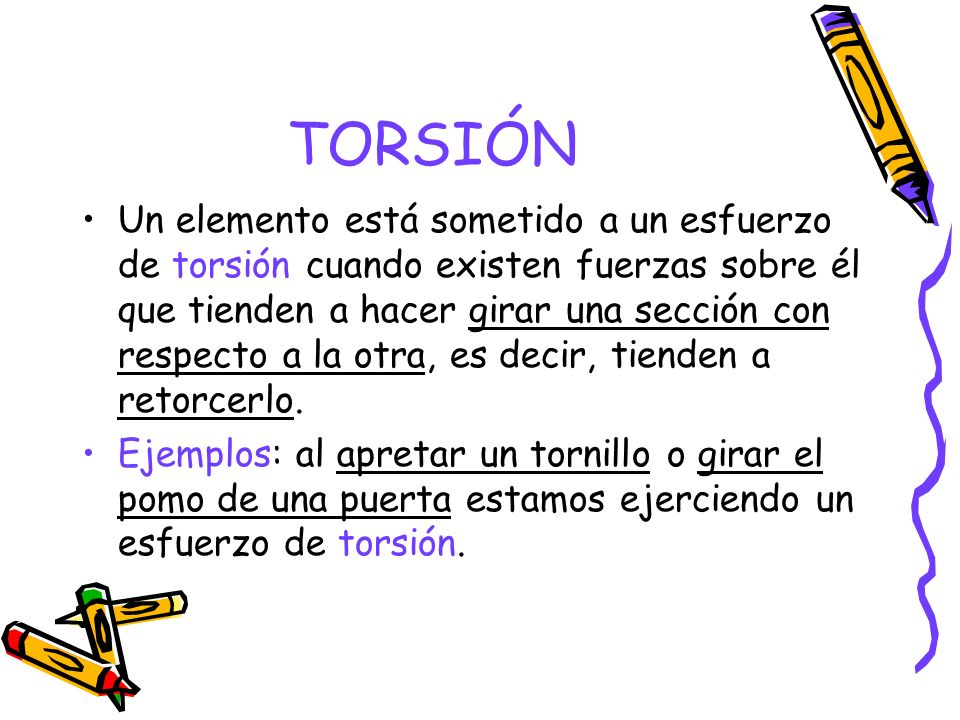 TORSIÓN
• Un elemento está sometido a un esfuerzo
de torsión cuando existen fuerzas sobre él
que tienden a hacer girar una sección con
respecto a la otra, es decir, tienden a
retorcerlo.
• Ejemplos: al apretar un tornillo o girar el
pomo de una puerta estamos ejerciendo un
esfuerzo de torsión.